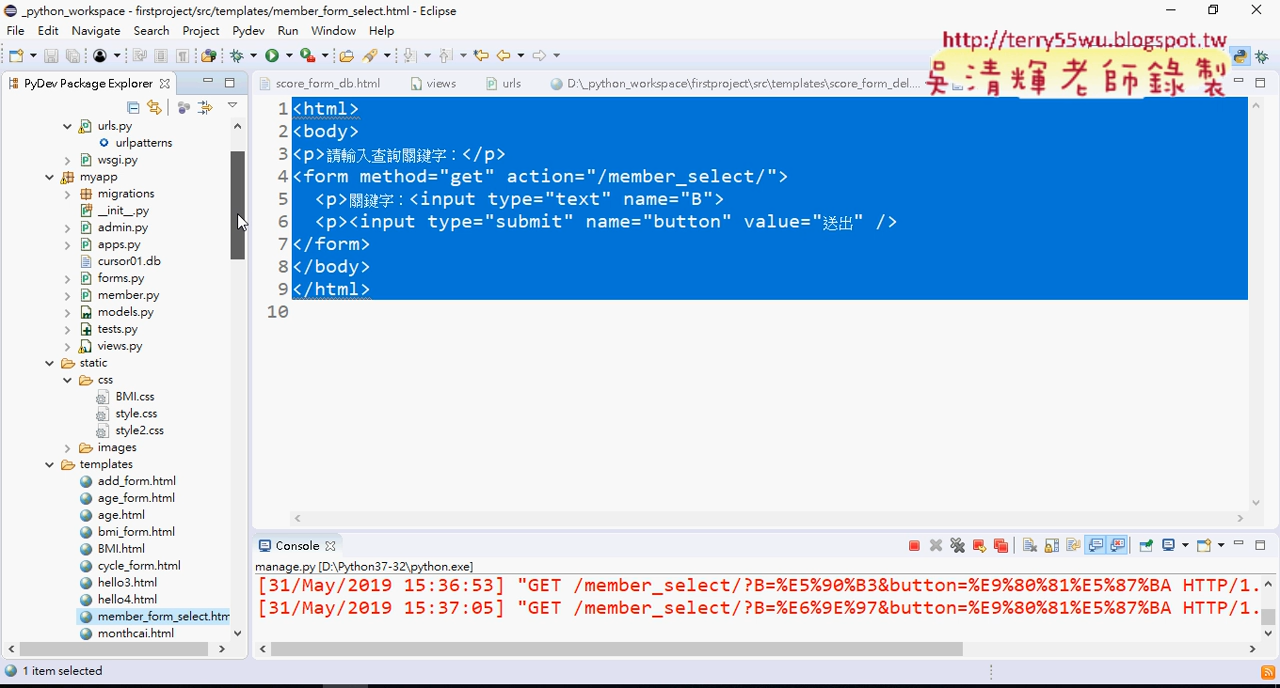 _python_workspace - firstproject/src/templates/member_form_select.html - Eclipse
File Edit Navigate Search Project Pydev Run Window Help
http://terry55wu.blogspot.tw
吳清輝老師錄製
PyDev Package Explorer
score_form_db.html
views
urls
D:\_python_workspace\firstproject\src\templates\score_form_del....
urls.py
urlpatterns
wsgi.py
myapp
migrations
__init__.py
admin.py
apps.py
cursor01.db
forms.py
member.py
models.py
tests.py
views.py
static
css
BMI.css
style.css
style2.css
images
templates
add_form.html
age_form.html
age.html
bmi_form.html
BMI.html
cycle_form.html
hello3.html
hello4.html
member_form_select.htm
monthcai.html
1 <html>
2 <body>
3 <p>請輸入查詢關鍵字：</p>
4 <form method="get" action="/member_select/">
5   <p>關鍵字：<input type="text" name="B">
6   <p><input type="submit" name="button" value="送出" />
7 </form>
8 </body>
9 </html>
10
Console
manage.py [D:\Python37-32\python.exe]
[31/May/2019 15:36:53] "GET /member_select/?B=%E5%90%B3&button=%E9%80%81%E5%87%BA HTTP/1.
[31/May/2019 15:37:05] "GET /member_select/?B=%E6%9E%97&button=%E9%80%81%E5%87%BA HTTP/1.
1 item selected